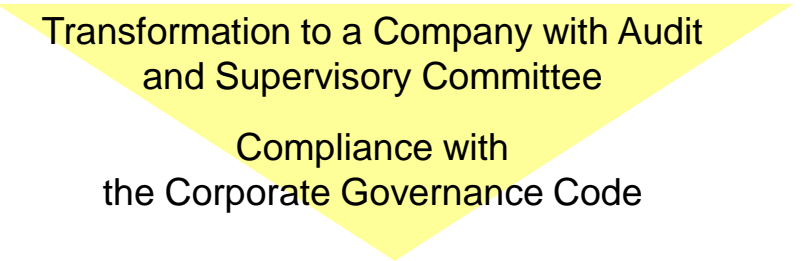 Transformation to a Company with Audit
and Supervisory Committee
Compliance with
the Corporate Governance Code